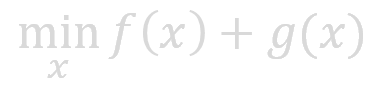 min f(x) + g(x)
x